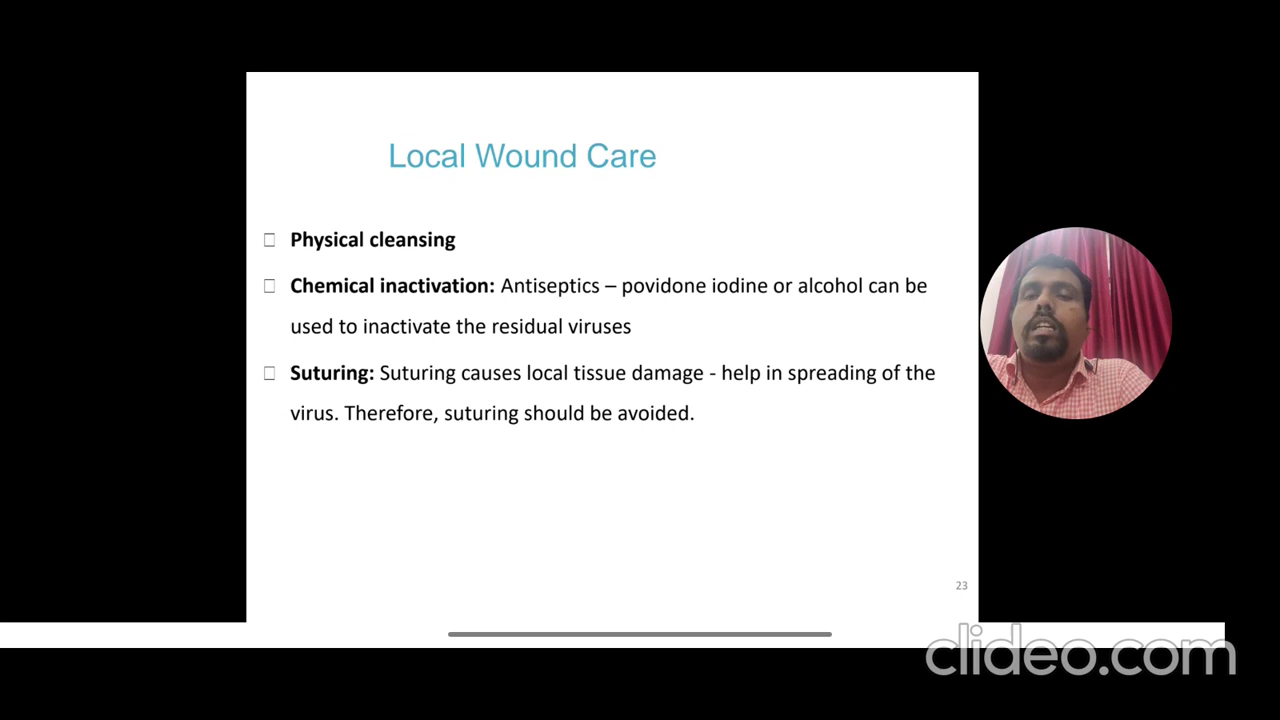 Local Wound Care
Physical cleansing
Chemical inactivation: Antiseptics – povidone iodine or alcohol can be
used to inactivate the residual viruses
Suturing: Suturing causes local tissue damage - help in spreading of the
virus. Therefore, suturing should be avoided.
23
clideo.com